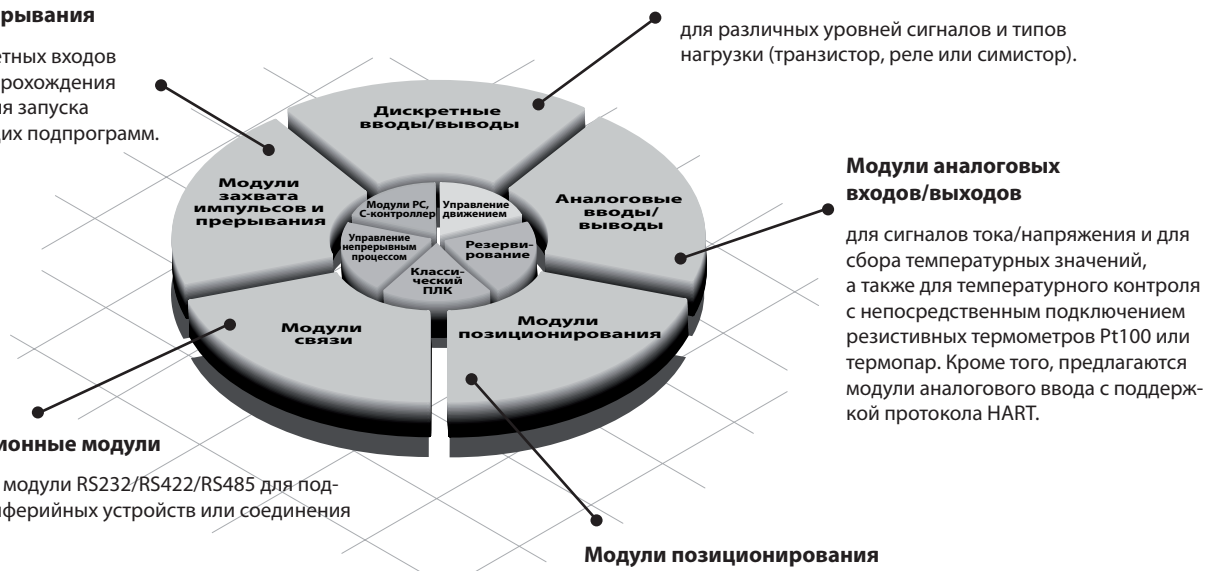 рывания
етных входов
рохождения
ия запуска
цих подпрограмм.
для различных уровней сигналов и типов
нагрузки (транзистор, реле или симистор).
Дискретные
вводы/выводы
Модули
захвата
импульсов и
прерывания
Аналоговые
вводы/
выводы
Модули PC,
C-контроллер
Управление
движением
Управление
непрерывным
процессом
Резерви-
рование
Класси-
ческий
ПЛК
Модули
связи
Модули
позиционирования
Модули аналоговых
входов/выходов
для сигналов тока/напряжения и для
сбора температурных значений,
а также для температурного контроля
с непосредственным подключением
резистивных термометров Pt100 или
термопар. Кроме того, предлагаются
модули аналогового ввода с поддерж-
кой протокола HART.
ионные модули
модули RS232/RS422/RS485 для под-
иферийных устройств или соединения
Модули позиционирования